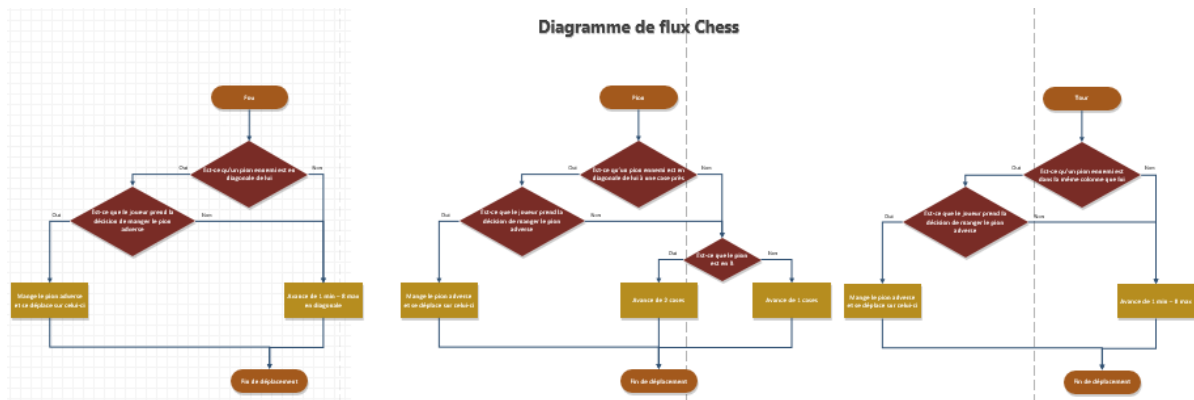 Diagramme de flux Chess
Fou
Est-ce qu'un pion ennemi est en
diagonale de lui
Oui
Non
Est-ce que le joueur prend la
décision de manger le pion
adverse
Oui
Non
Mange le pion adverse
et se déplace sur celui-ci
Avance de 1 min – 8 max
en diagonale
Fin de déplacement
Pion
Est-ce qu'un pion ennemi est en
diagonale de lui à une case près
Oui
Non
Est-ce que le joueur prend la
décision de manger le pion
adverse
Oui
Non
Est-ce que le pion
est en
Oui
Non
Mange le pion adverse
et se déplace sur celui-ci
Avance de 2 cases
Avance de 1 cases
Fin de déplacement
Tour
Est-ce qu'un pion ennemi est
dans la même colonne que lui
Oui
Non
Est-ce que le joueur prend la
décision de manger le pion
adverse
Oui
Non
Mange le pion adverse
et se déplace sur celui-ci
Avance de 1 min – 8 max
Fin de déplacement